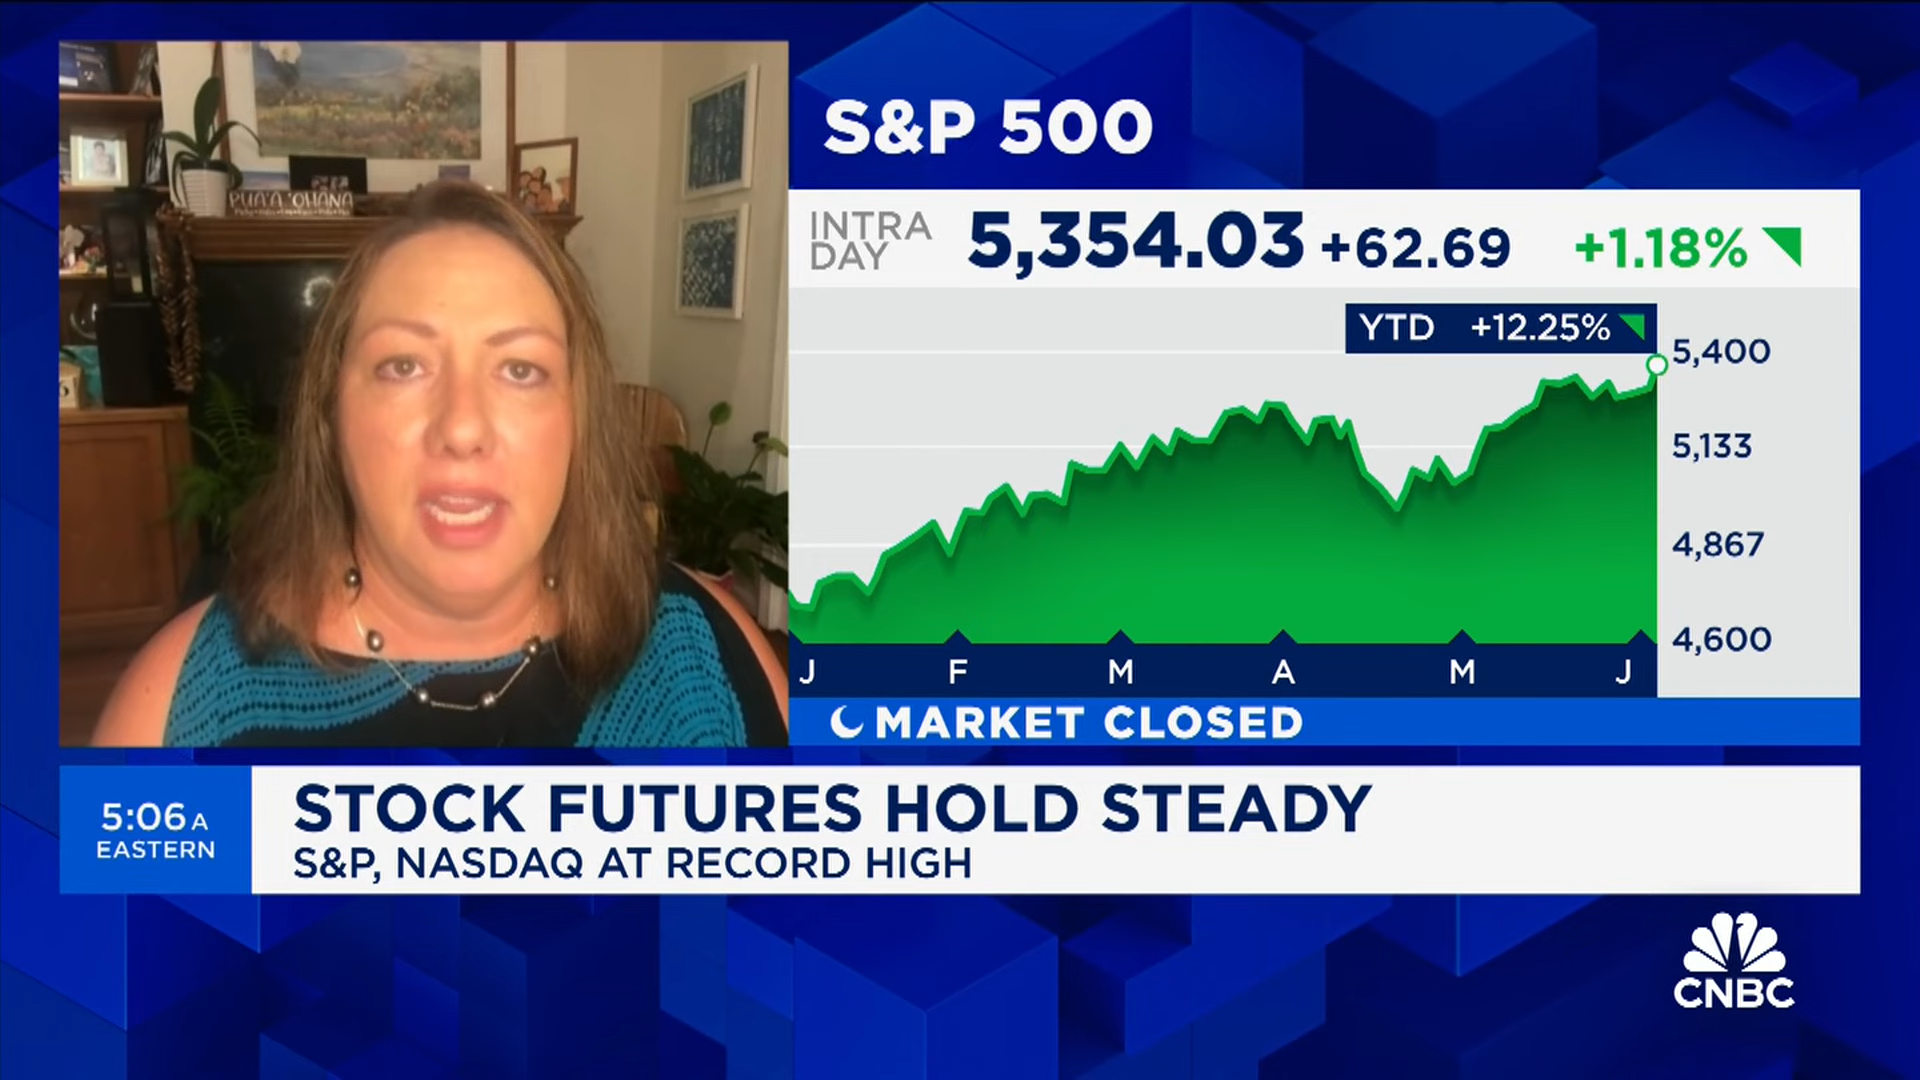 PUA'A 'OHANA
S&P 500
INTRA
DAY
5,354.03 +62.69 +1.18%
YTD +12.25%
5,400
5,133
4,867
4,600
J F M A M J
MARKET CLOSED
5:06A
EASTERN
STOCK FUTURES HOLD STEADY
S&P, NASDAQ AT RECORD HIGH
CNBC